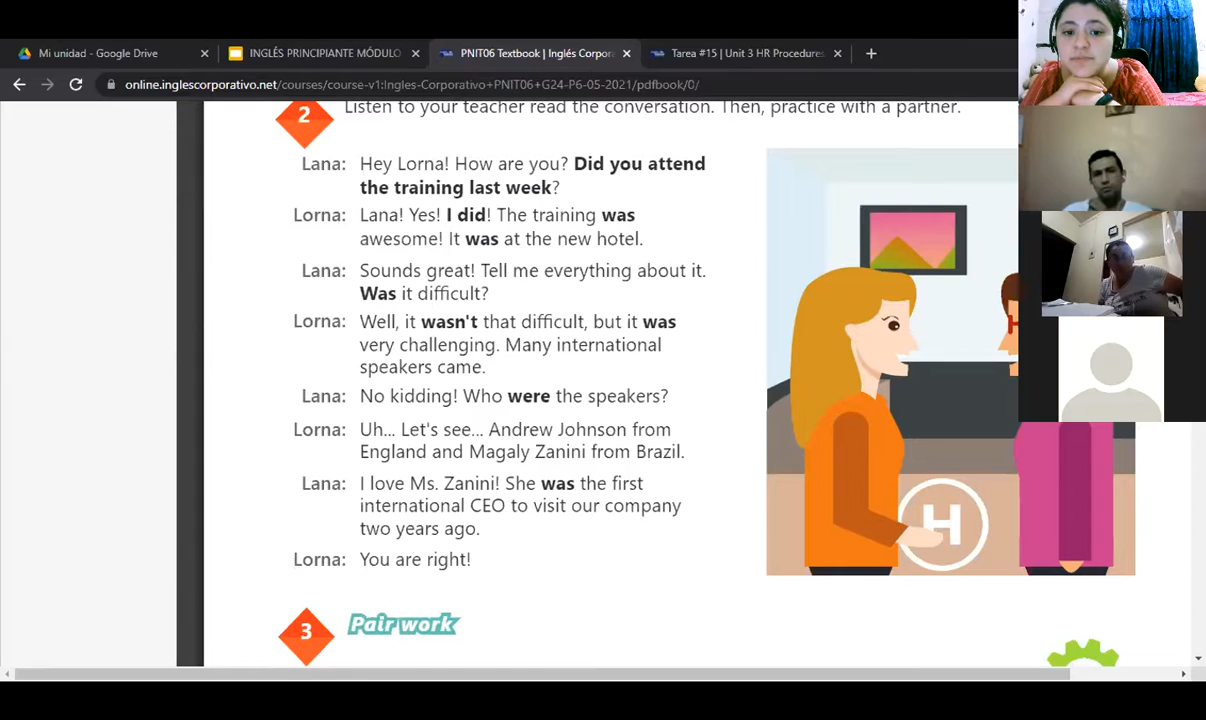 Mi unidad - Google Drive
INGLÉS PRINCIPIANTE MÓDULO
PNIT06 Textbook | Inglés Corpora
Tarea #15 | Unit 3 HR Procedures
online.inglescorporativo.net/courses/course-v1:Ingles-Corporativo+PNIT06+G24-P6-05-2021/pdfbook/0/
2 Listen to your teacher read the conversation. Then, practice with a partner.
Lana: Hey Lorna! How are you? Did you attend
the training last week?
Lorna: Lana! Yes! I did! The training was
awesome! It was at the new hotel.
Lana: Sounds great! Tell me everything about it.
Was it difficult?
Lorna: Well, it wasn't that difficult, but it was
very challenging. Many international
speakers came.
Lana: No kidding! Who were the speakers?
Lorna: Uh... Let's see... Andrew Johnson from
England and Magaly Zanini from Brazil.
Lana: I love Ms. Zanini! She was the first
international CEO to visit our company
two years ago.
Lorna: You are right!
H
3 Pair work